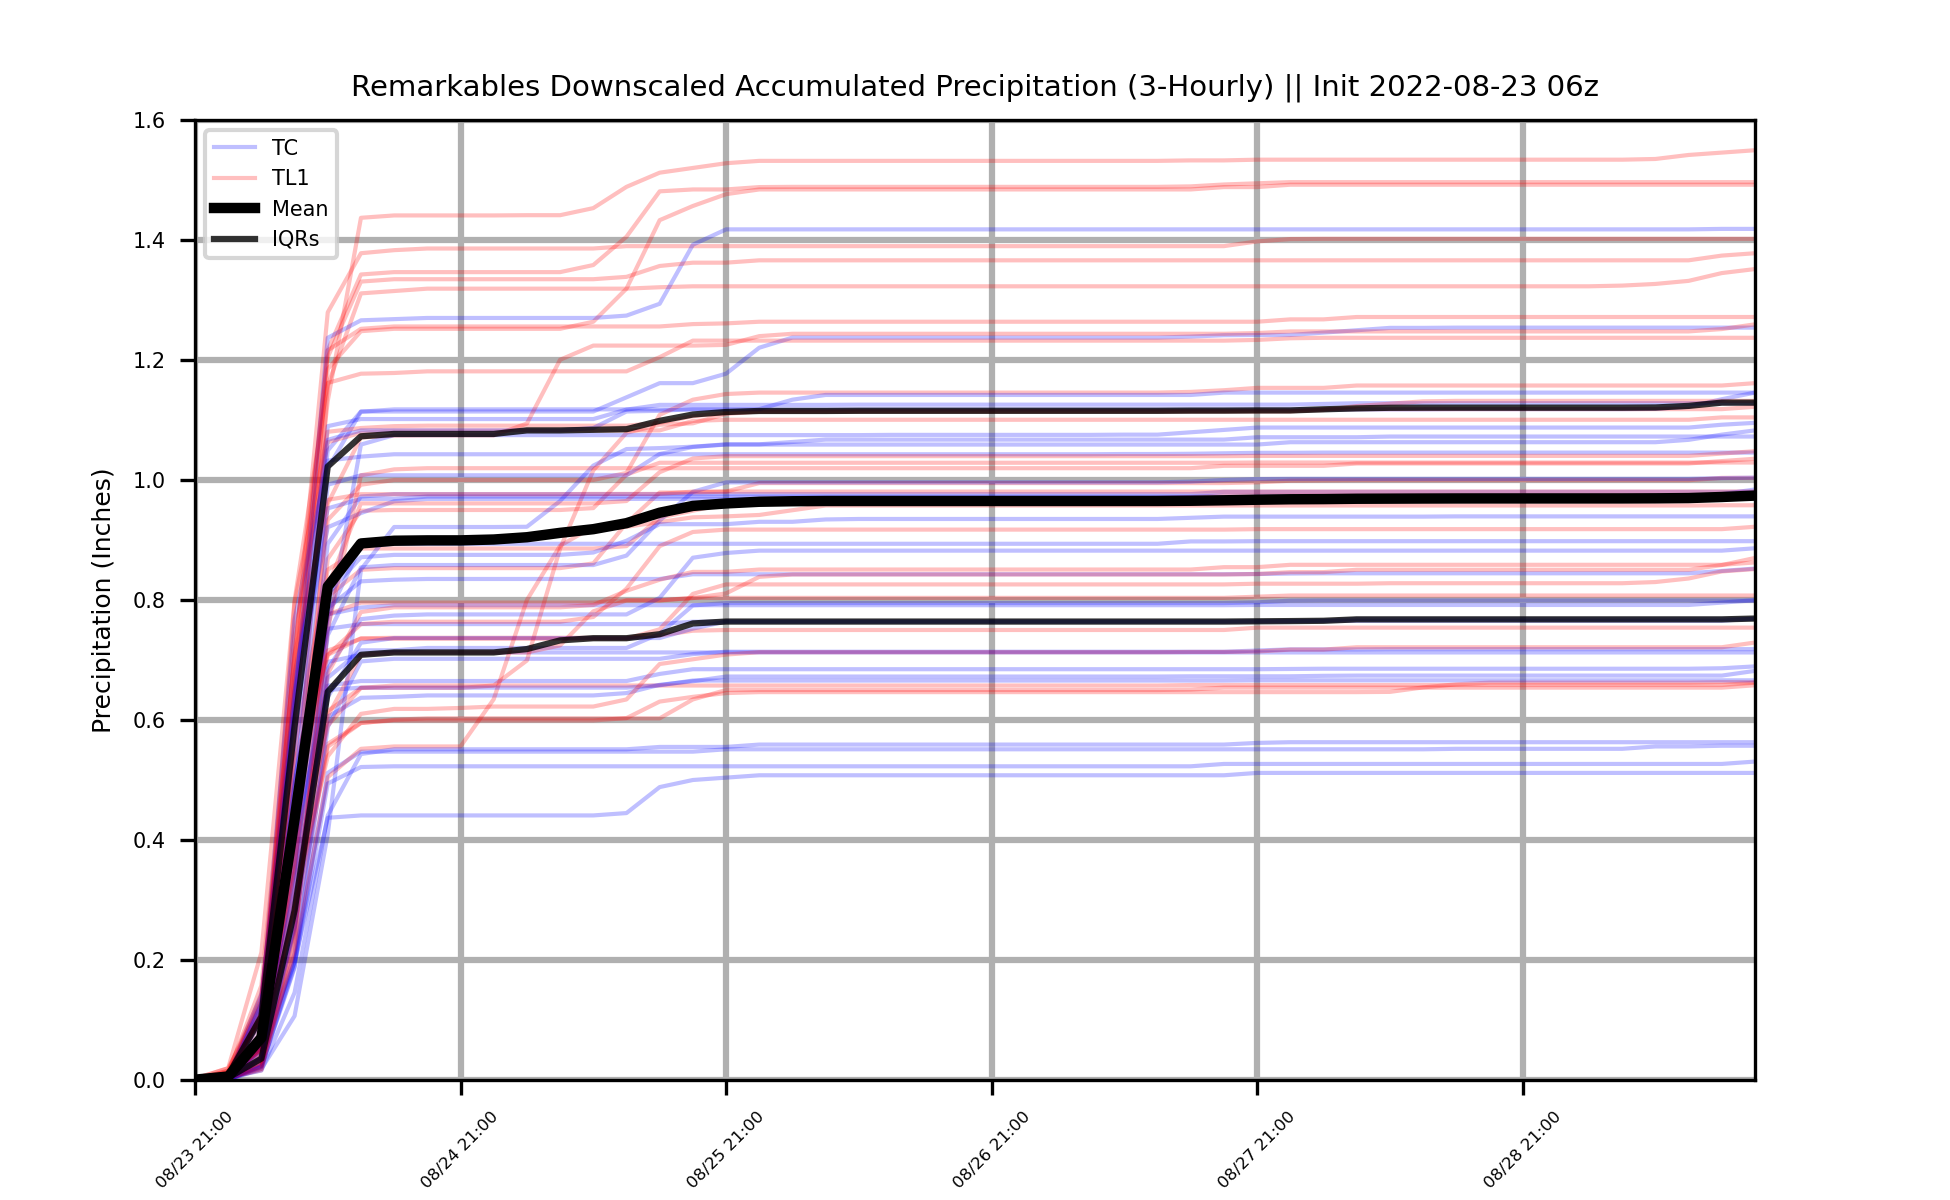 Remarkables Downscaled Accumulated Precipitation (3-Hourly) || Init 2022-08-23 06z
TC
TL1
Mean
IQRs
Precipitation (Inches)
1.6
1.4
1.2
1.0
0.8
0.6
0.4
0.2
0.0
08/23 21:00
08/24 21:00
08/25 21:00
08/26 21:00
08/27 21:00
08/28 21:00